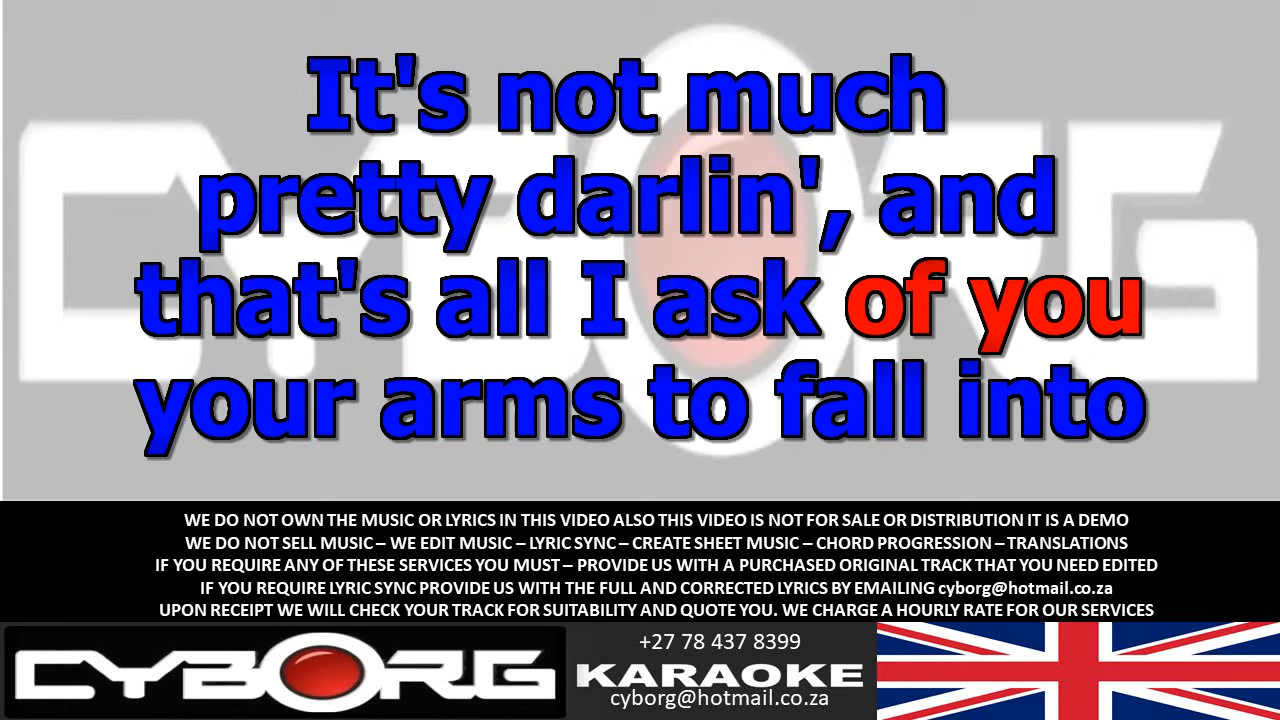 It's not much
pretty darlin', and
that's all I ask of you
your arms to fall into
WE DO NOT OWN THE MUSIC OR LYRICS IN THIS VIDEO ALSO THIS VIDEO IS NOT FOR SALE OR DISTRIBUTION IT IS A DEMO
WE DO NOT SELL MUSIC – WE EDIT MUSIC – LYRIC SYNC – CREATE SHEET MUSIC – CHORD PROGRESSION – TRANSLATIONS
IF YOU REQUIRE ANY OF THESE SERVICES YOU MUST – PROVIDE US WITH A PURCHASED ORIGINAL TRACK THAT YOU NEED EDITED
IF YOU REQUIRE LYRIC SYNC PROVIDE US WITH THE FULL AND CORRECTED LYRICS BY EMAILING cyborg@hotmail.co.za
UPON RECEIPT WE WILL CHECK YOUR TRACK FOR SUITABILITY AND QUOTE YOU. WE CHARGE A HOURLY RATE FOR OUR SERVICES
CYBORG
+27 78 437 8399
KARAOKE
cyborg@hotmail.co.za
CYBORG